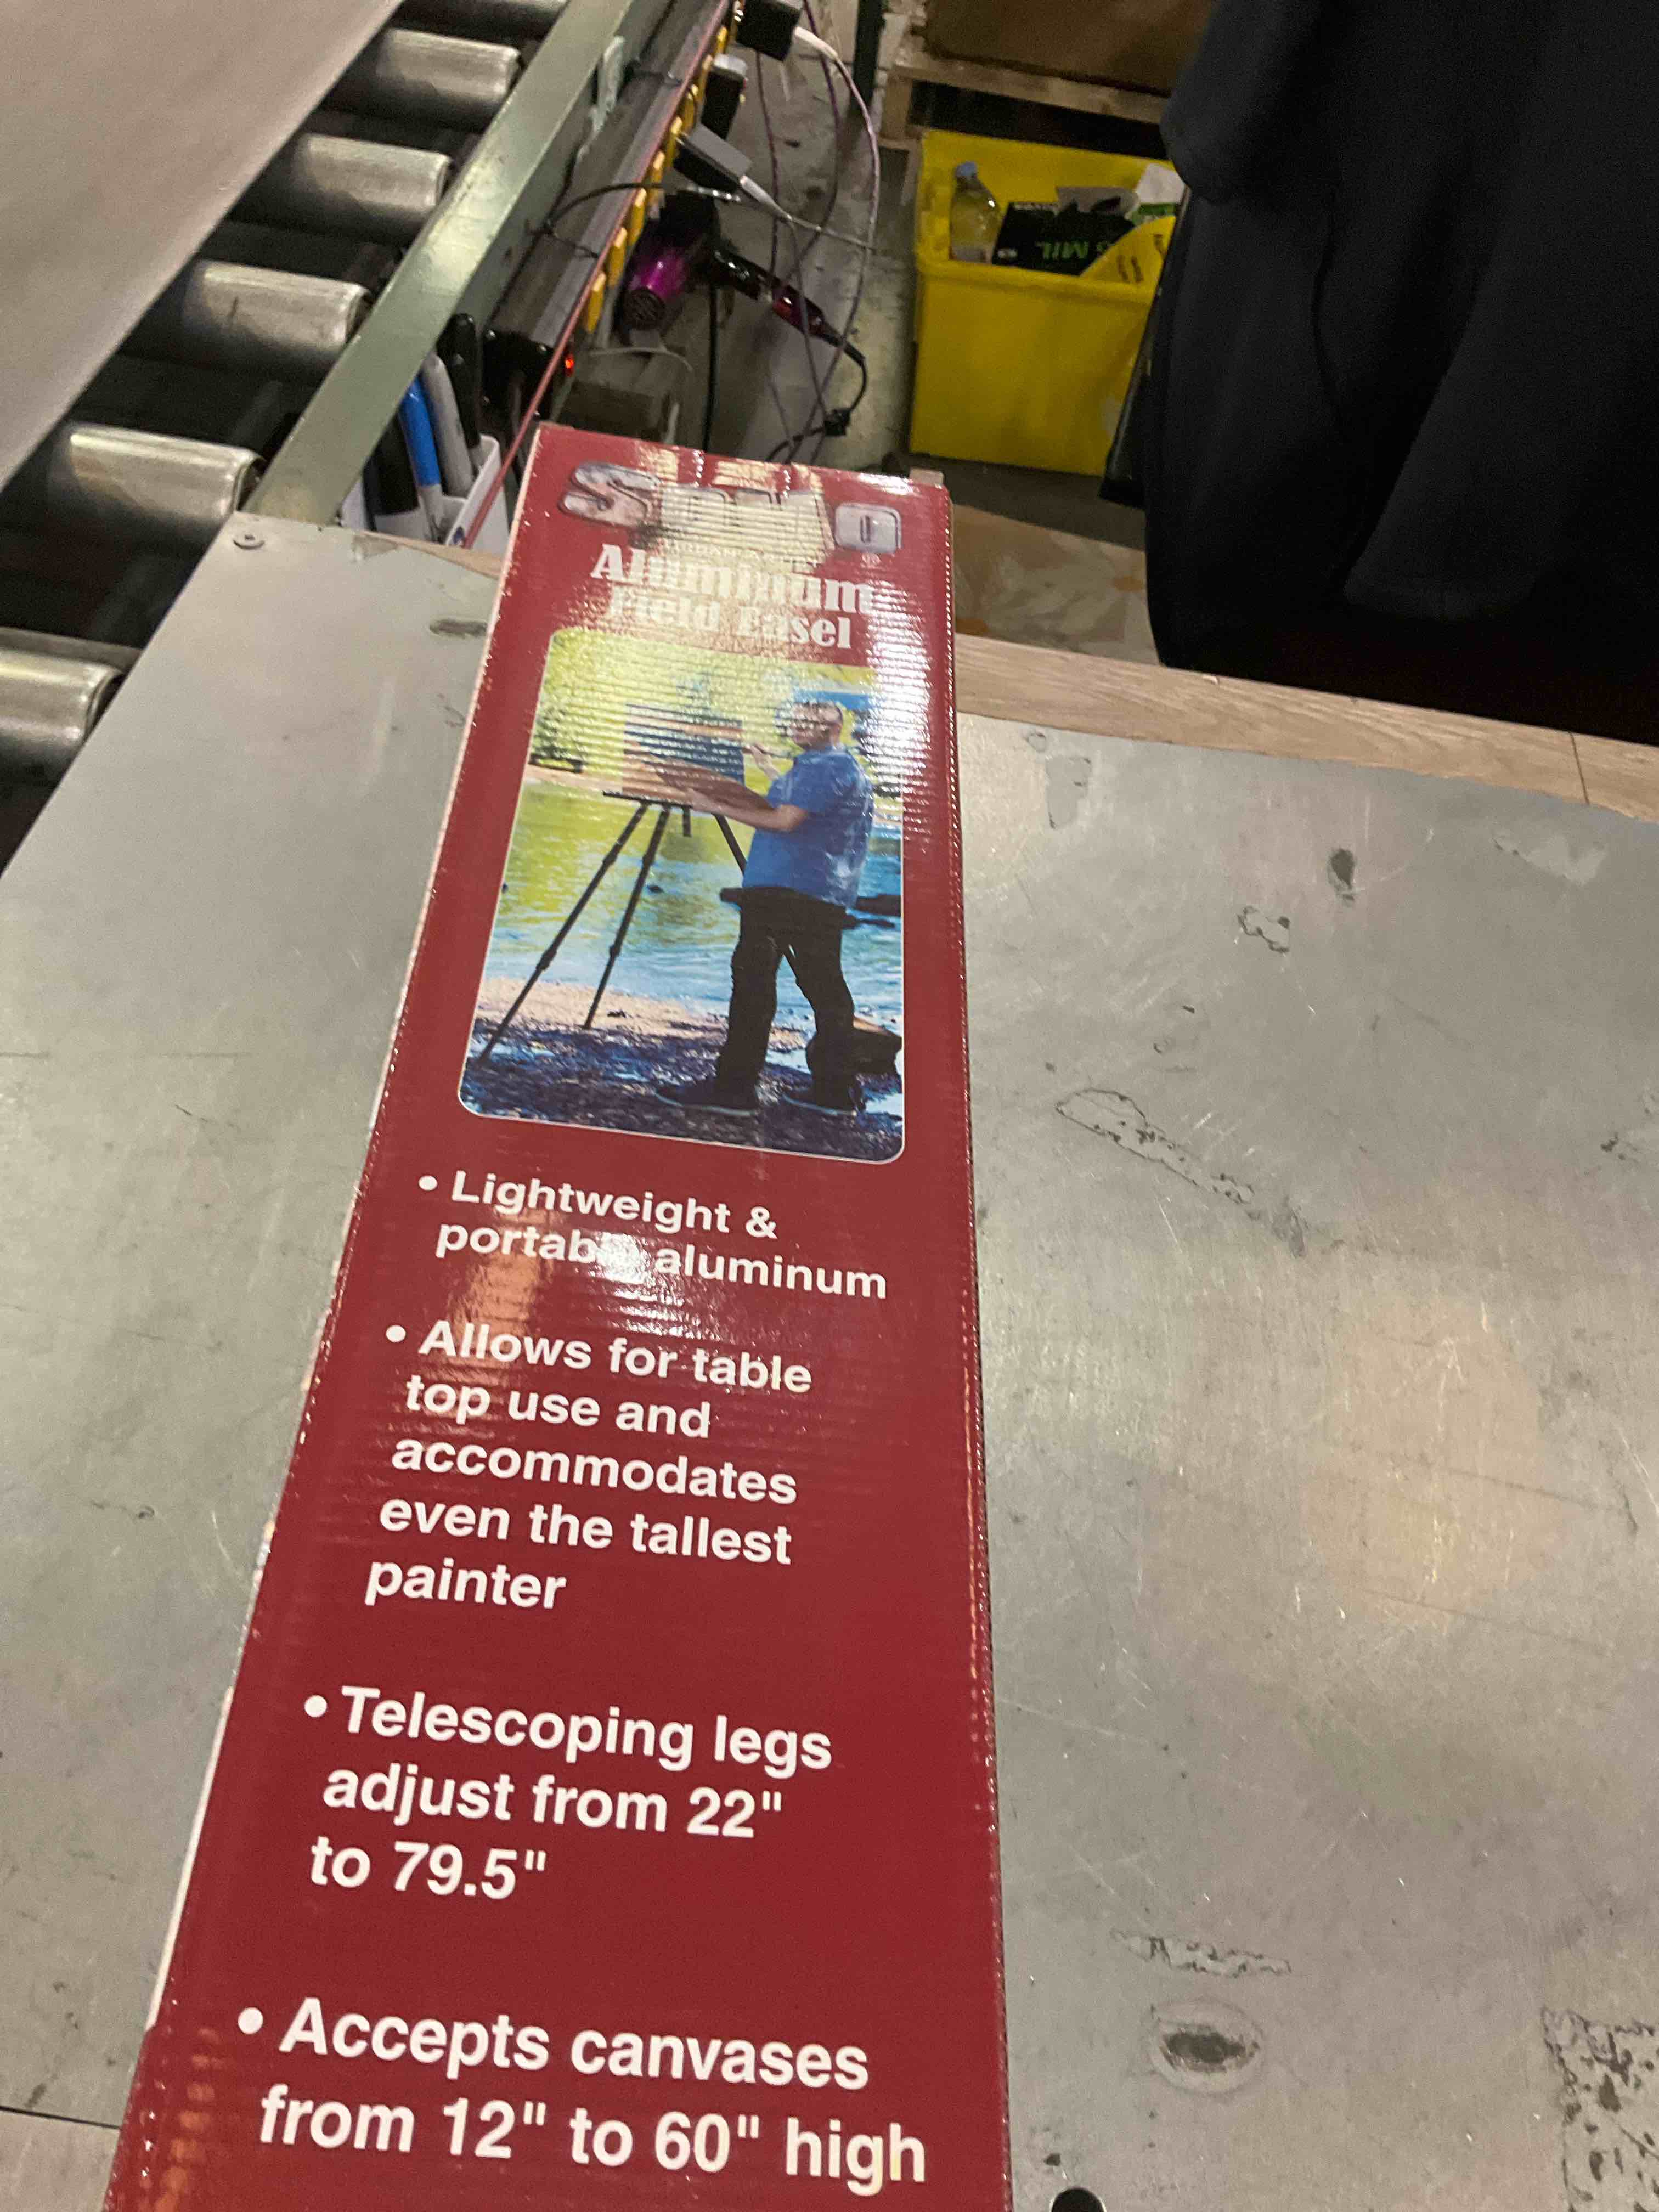 Aluminum
Field Easel
• Lightweight &
portable aluminum
• Allows for table
top use and
accommodates
even the tallest
painter
• Telescoping legs
adjust from 22"
to 79.5"
• Accepts canvases
from 12" to 60" high
MIL